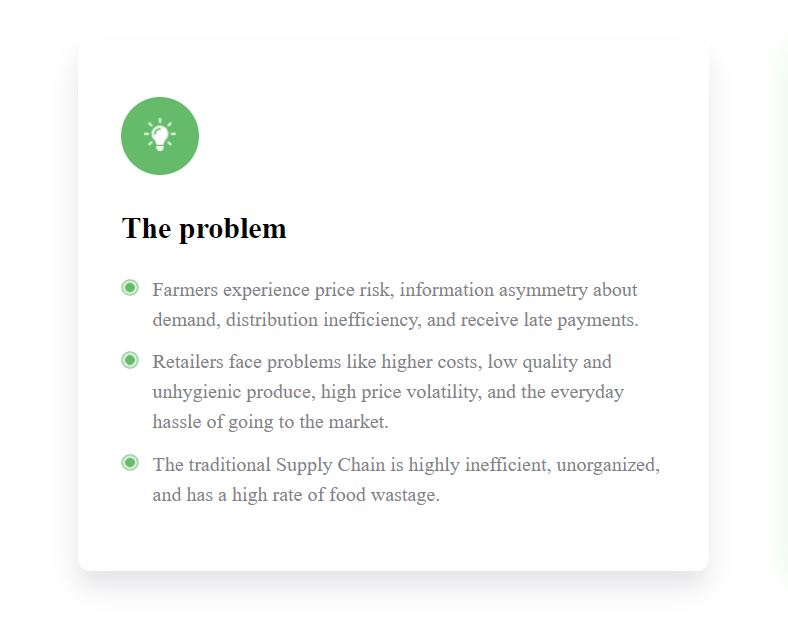 The problem
Farmers experience price risk, information asymmetry about
demand, distribution inefficiency, and receive late payments.
Retailers face problems like higher costs, low quality and
unhygienic produce, high price volatility, and the everyday
hassle of going to the market.
The traditional Supply Chain is highly inefficient, unorganized,
and has a high rate of food wastage.